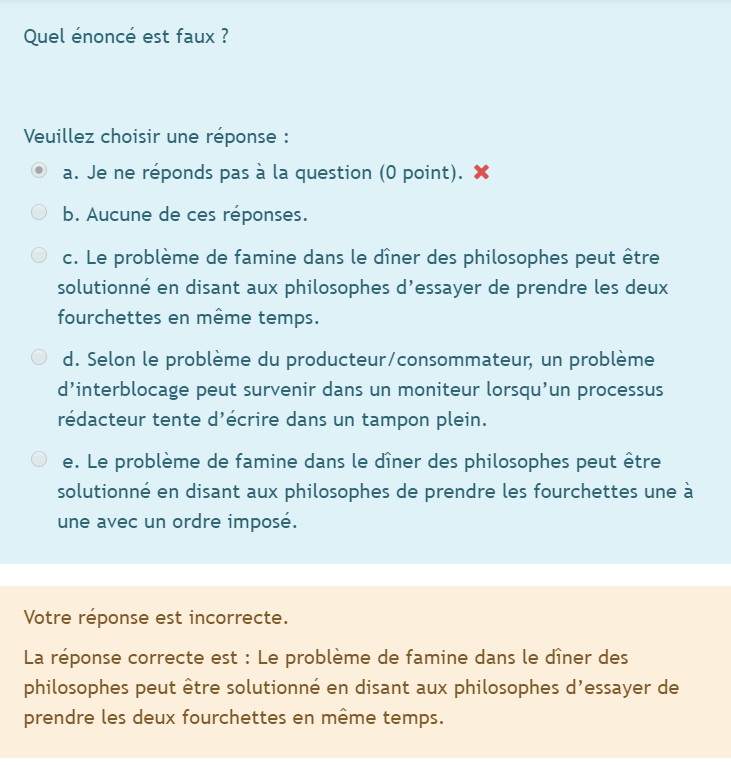 Quel énoncé est faux ?
Veuillez choisir une réponse :
a. Je ne réponds pas à la question (0 point).
b. Aucune de ces réponses.
c. Le problème de famine dans le dîner des philosophes peut être
solutionné en disant aux philosophes d’essayer de prendre les deux
fourchettes en même temps.
d. Selon le problème du producteur/consommateur, un problème
d’interblocage peut survenir dans un moniteur lorsqu’un processus
rédacteur tente d’écrire dans un tampon plein.
e. Le problème de famine dans le dîner des philosophes peut être
solutionné en disant aux philosophes de prendre les fourchettes une à
une avec un ordre imposé.
Votre réponse est incorrecte.
La réponse correcte est : Le problème de famine dans le dîner des
philosophes peut être solutionné en disant aux philosophes d’essayer de
prendre les deux fourchettes en même temps.